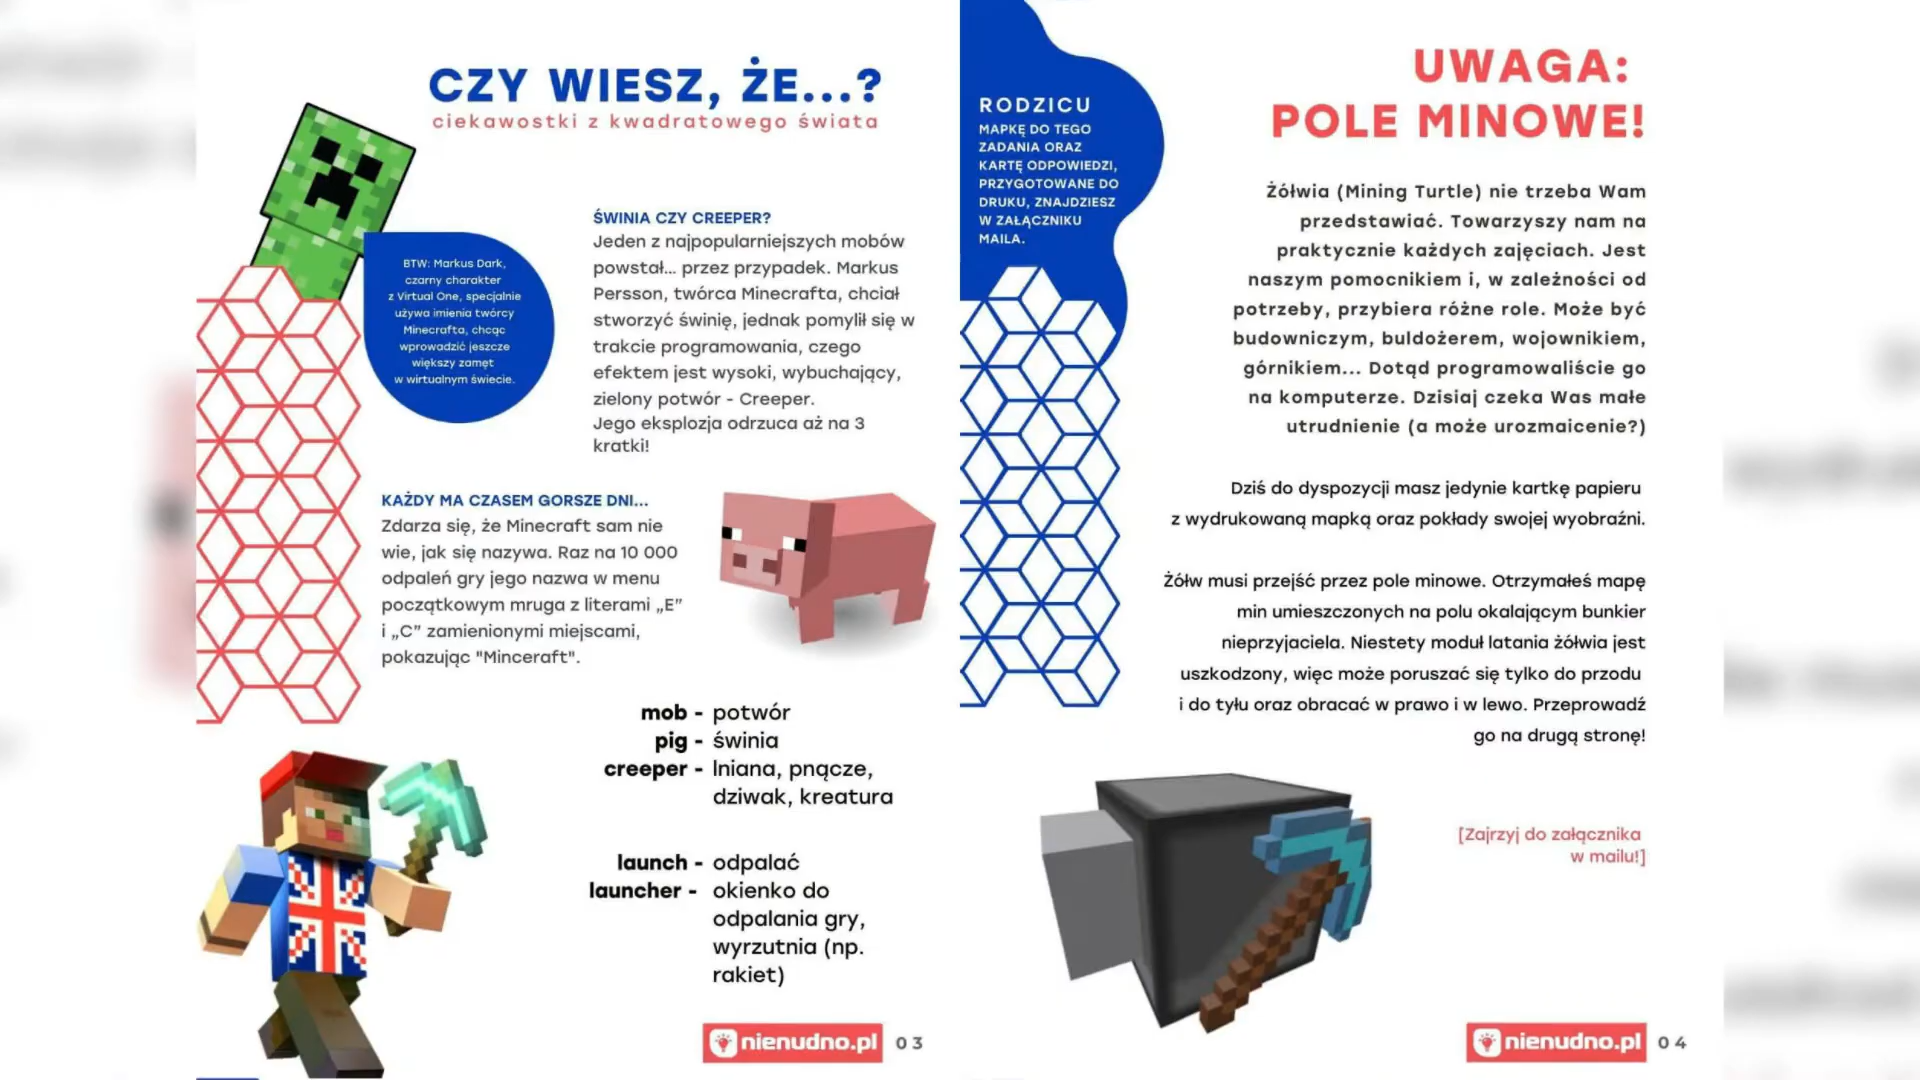 CZY WIESZ, ŻE...?
ciekawostki z kwadratowego świata
BTW: Markus Dark,
czarny charakter
z Virtual One, specjalnie
używa imienia twórcy
Minecrafta, chcąc
wprowadzić jeszcze
większy zamęt
w wirtualnym świecie.
ŚWINIA CZY CREEPER?
Jeden z najpopularniejszych mobów
powstał... przez przypadek. Markus
Persson, twórca Minecrafta, chciał
stworzyć świnię, jednak pomylił się w
trakcie programowania, czego
efektem jest wysoki, wybuchający,
zielony potwór - Creeper.
Jego eksplozja odrzuca aż na 3
kratki!
KAŻDY MA CZASEM GORSZE DNI...
Zdarza się, że Minecraft sam nie
wie, jak się nazywa. Raz na 10 000
odpaleń gry jego nazwa w menu
początkowym mruga z literami „E”
i „C” zamienionymi miejscami,
pokazując "Minceraft".
mob - potwór
pig - świnia
creeper - lniana, pnącze,
dziwak, kreatura
launch - odpalać
launcher - okienko do
odpalania gry,
wyrzutnia (np.
rakiet)
nienudno.pl 03
RODZICU
MAPKĘ DO TEGO
ZADANIA ORAZ
KARTĘ ODPOWIEDZI,
PRZYGOTOWANE DO
DRUKU, ZNAJDZIESZ
W ZAŁĄCZNIKU
MAILA.
UWAGA:
POLE MINOWE!
Żółwia (Mining Turtle) nie trzeba Wam
przedstawiać. Towarzyszy nam na
praktycznie każdych zajęciach. Jest
naszym pomocnikiem i, w zależności od
potrzeby, przybiera różne role. Może być
budowniczym, buldożerem, wojownikiem,
górnikiem... Dotąd programowaliście go
na komputerze. Dzisiaj czeka Was małe
utrudnienie (a może urozmaicenie?)
Dziś do dyspozycji masz jedynie kartkę papieru
z wydrukowaną mapką oraz pokłady swojej wyobraźni.
Żółw musi przejść przez pole minowe. Otrzymałeś mapę
min umieszczonych na polu okalającym bunkier
nieprzyjaciela. Niestety moduł latania żółwia jest
uszkodzony, więc może poruszać się tylko do przodu
i do tyłu oraz obracać w prawo i w lewo. Przeprowadź
go na drugą stronę!
[Zajrzyj do załącznika
w mailu!]
nienudno.pl 04